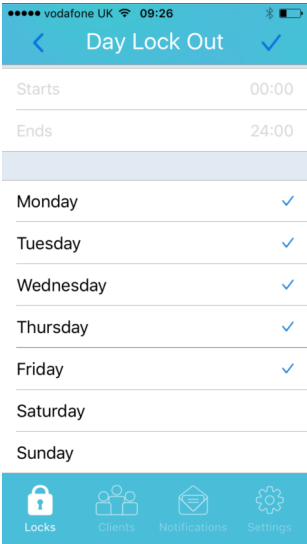 vodafone UK 09:26
Day Lock Out
Starts 00:00
Ends 24:00
Monday
Tuesday
Wednesday
Thursday
Friday
Saturday
Sunday
Locks Clients Notifications Settings